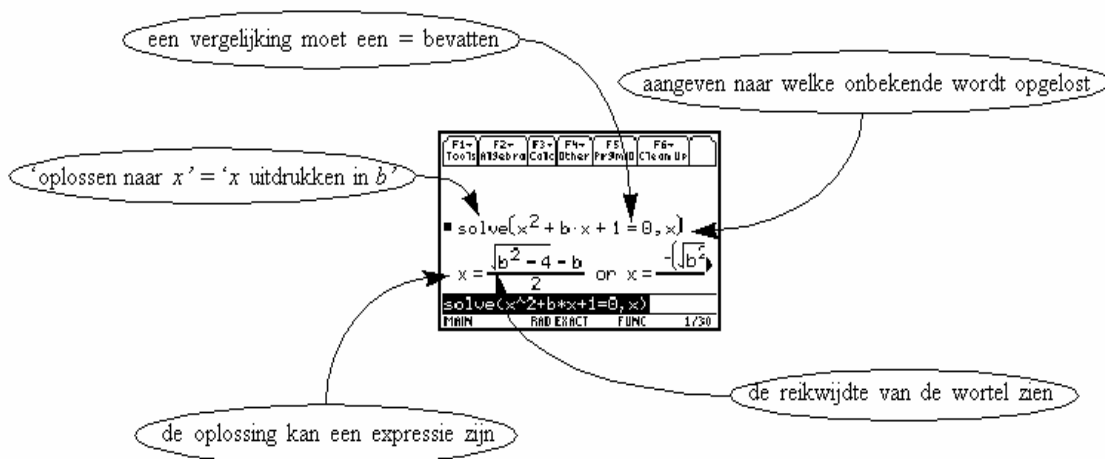 een vergelijking moet een = bevatten
aangeven naar welke onbekende wordt opgelost
F1▾ Tools F2▾ Algebra F3▾ Calc F4▾ Other F5 PrgmIO F6▾ Clean Up
‘oplossen naar x’ = ‘x uitdrukken in b’
■ solve(x² + b·x + 1 = 0, x)
x = (√(b² − 4) − b)/2 or x = −(√b²
solve(x^2+b*x+1=0,x)
MAIN RAD EXACT FUNC 1/30
de reikwijdte van de wortel zien
de oplossing kan een expressie zijn